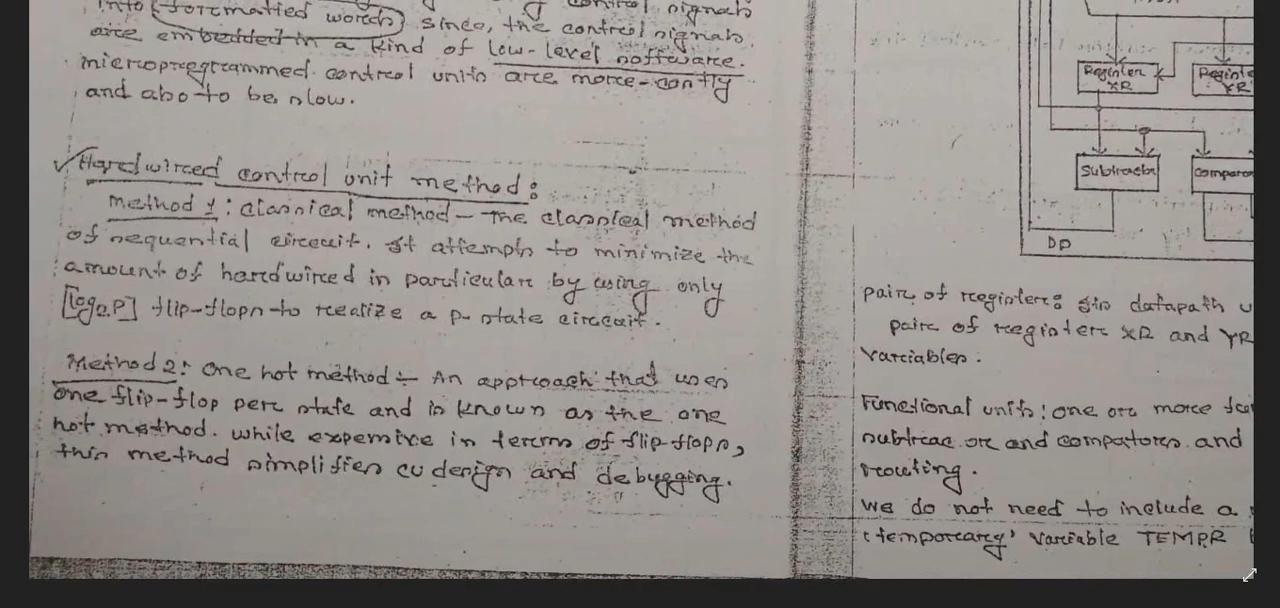 into (formatted words) since, the control signals
are embedded in a kind of low-level software.
microprogrammed control units are more-costly
and also to be slow.
Hardwired control unit method:
Method 1: classical method - The classical method
of sequential circuit. It attempts to minimize the
amount of hardwired in particular by using only
[log₂P] flip-flops to realize a p-state circuit.
Method 2: One hot method:- An approach that uses
one flip-flop per state and is known as the one
hot method. while expensive in terms of flip-flops,
this method simplifies cu design and debugging.
Register
XR
Registe
YR
Subtractor
Compara
DP
pair of registers: In datapath
pair of register XR and YR
variables.
Functional units: one or more
subtrac or and compators and
routing.
We do not need to include a
'temporary' variable TEMPR